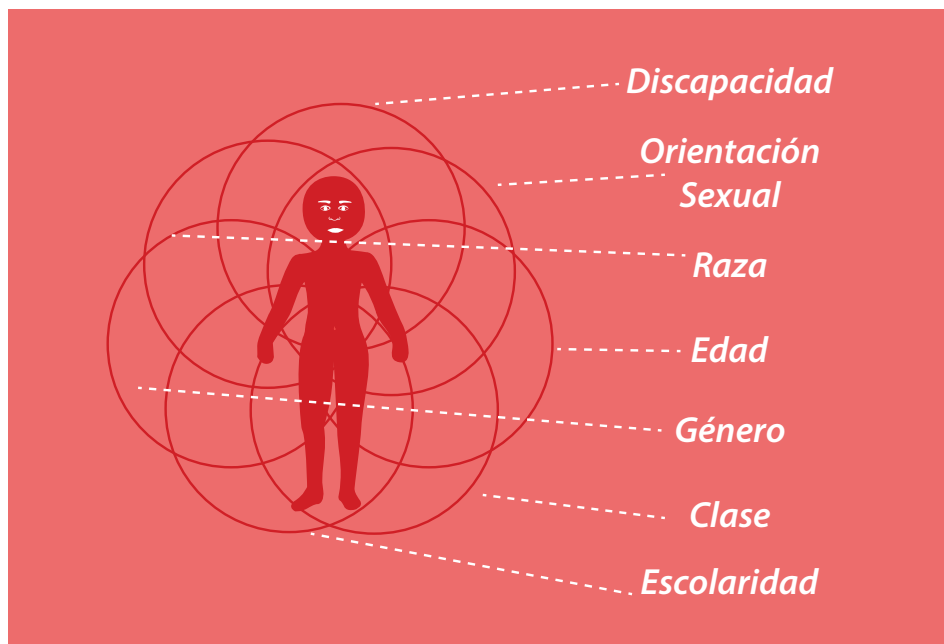 Discapacidad
Orientación
Sexual
Raza
Edad
Género
Clase
Escolaridad